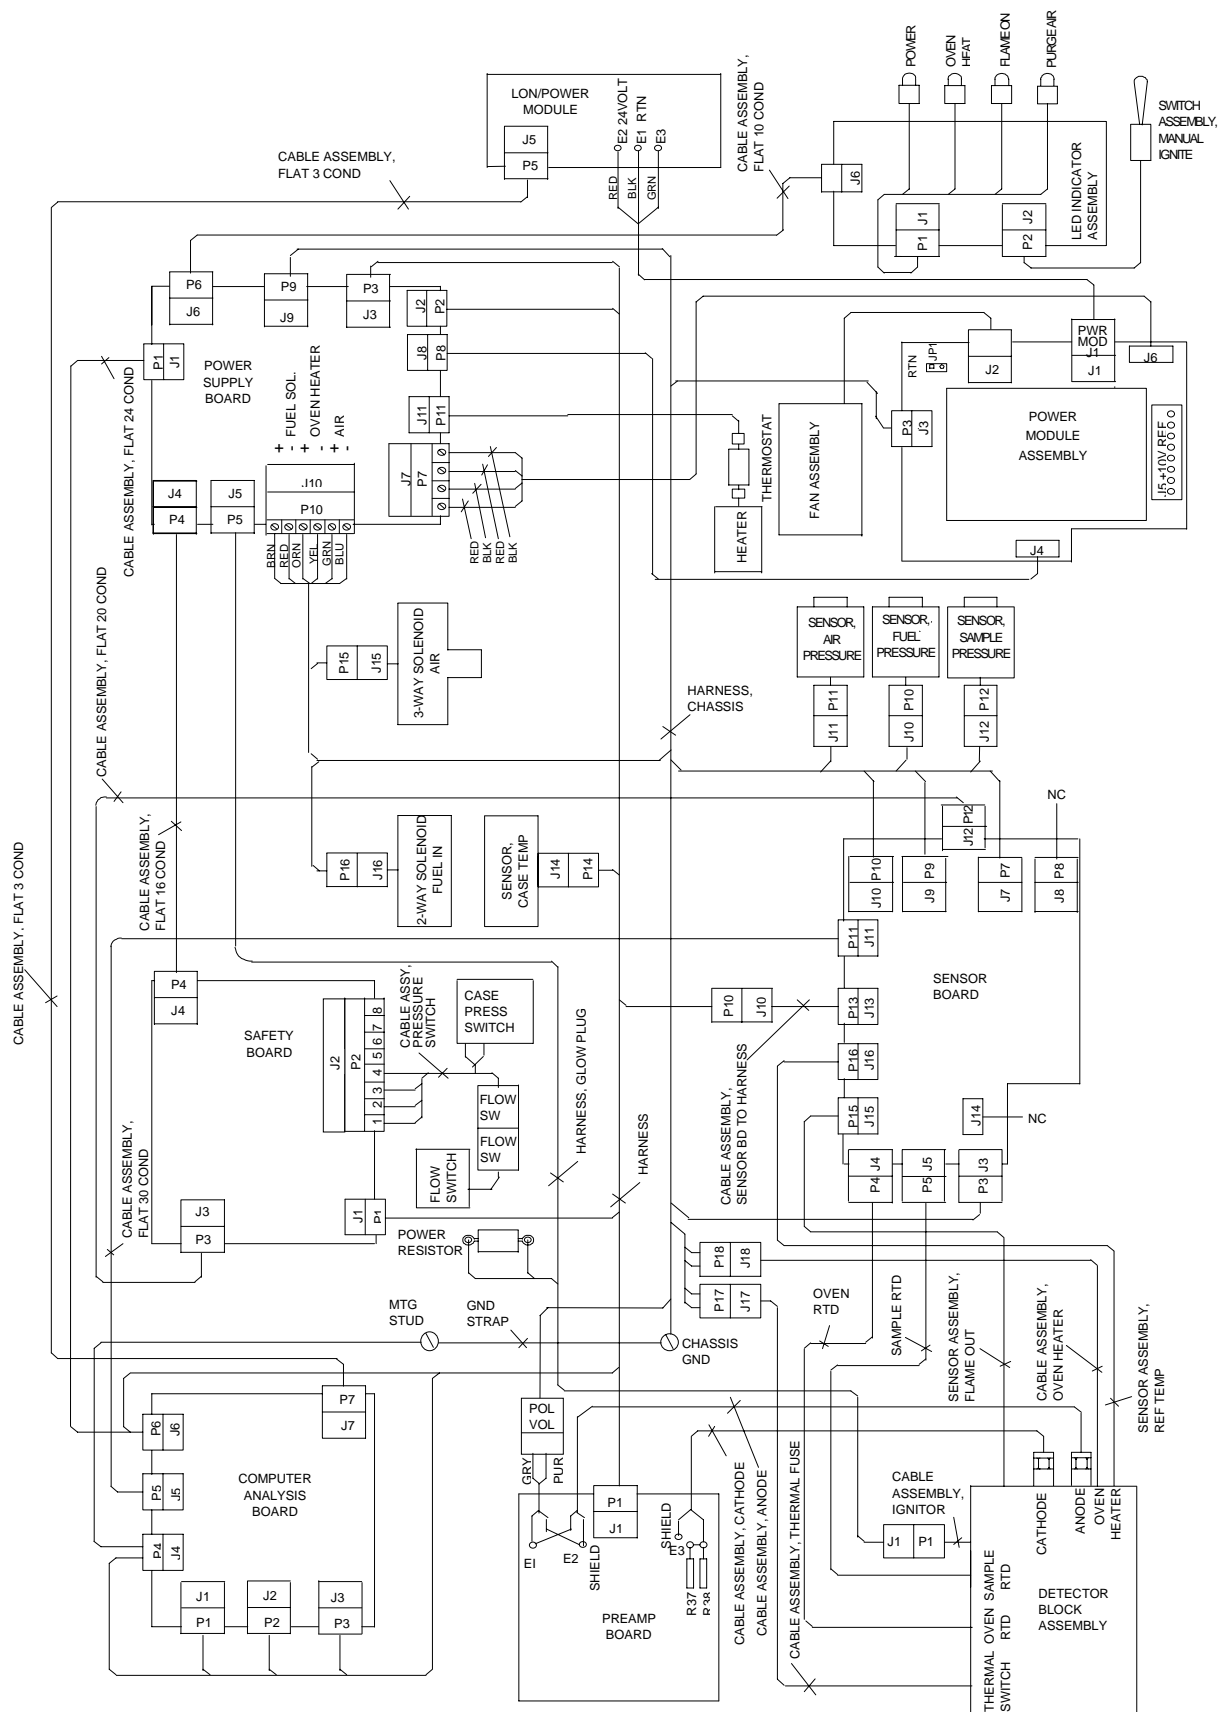 POWER
OVEN
HEAT
FLAME ON
PURGE AIR
SWITCH
ASSEMBLY,
MANUAL
IGNITE
LON/POWER
MODULE
J5
P5
E2 24VOLT
E1 RTN
E3
RED
BLK
GRN
CABLE ASSEMBLY,
FLAT 10 COND
CABLE ASSEMBLY,
FLAT 3 COND
J6
J1
P1
J2
P2
LED INDICATOR
ASSEMBLY
P6
J6
P9
J9
P3
J3
J2
P2
J8
P8
P1
J1
POWER
SUPPLY
BOARD
CABLE ASSEMBLY, FLAT 24 COND
+
-
FUEL SOL.
+
-
OVEN HEATER
+
-
AIR
J11
P11
J7
P7
J4
P4
J5
P5
J10
P10
BRN
RED
ORN
YEL
GRN
BLU
RED
BLK
RED
BLK
THERMOSTAT
HEATER
FAN ASSEMBLY
RTN
JP1
J2
PWR
MOD
J1
J1
J6
P3
J3
POWER
MODULE
ASSEMBLY
J5 +10V REF
J4
CABLE ASSEMBLY, FLAT 20 COND
P15
J15
3-WAY SOLENOID
AIR
SENSOR,
AIR
PRESSURE
SENSOR,
FUEL
PRESSURE
SENSOR,
SAMPLE
PRESSURE
P11
J11
P10
J10
P12
J12
HARNESS,
CHASSIS
CABLE ASSEMBLY, FLAT 3 COND
CABLE ASSEMBLY,
FLAT 16 COND
P16
J16
2-WAY SOLENOID
FUEL IN
SENSOR,
CASE TEMP
J14
P14
P12
J12
NC
P10
J10
P9
J9
P7
J7
P8
J8
P11
J11
SENSOR
BOARD
P4
J4
SAFETY
BOARD
J2
P2
8
7
6
5
4
3
2
1
CABLE ASSY,
PRESSURE
SWITCH
CASE
PRESS
SWITCH
FLOW
SW
FLOW
SW
FLOW
SWITCH
P10
J10
P13
J13
P16
J16
P15
J15
J14
NC
J4
P4
J5
P5
J3
P3
CABLE ASSEMBLY,
FLAT 30 COND
J3
P3
J1
P1
POWER
RESISTOR
HARNESS, GLOW PLUG
HARNESS
CABLE ASSEMBLY,
SENSOR BD TO HARNESS
P18
J18
P17
J17
MTG
STUD
GND
STRAP
CHASSIS
GND
OVEN
RTD
SAMPLE RTD
SENSOR ASSEMBLY,
FLAME OUT
CABLE ASSEMBLY,
OVEN HEATER
SENSOR ASSEMBLY,
REF TEMP
P7
J7
P6
J6
P5
J5
P4
J4
COMPUTER
ANALYSIS
BOARD
J1
P1
J2
P2
J3
P3
POL
VOL
GRY
PUR
P1
J1
E1
E2
SHIELD
SHIELD
E3
R37
R38
PREAMP
BOARD
CABLE ASSEMBLY, CATHODE
CABLE ASSEMBLY, ANODE
CABLE ASSEMBLY, THERMAL FUSE
CABLE
ASSEMBLY,
IGNITOR
J1
P1
CATHODE
ANODE
OVEN
HEATER
SAMPLE
RTD
OVEN
RTD
THERMAL
SWITCH
DETECTOR
BLOCK
ASSEMBLY